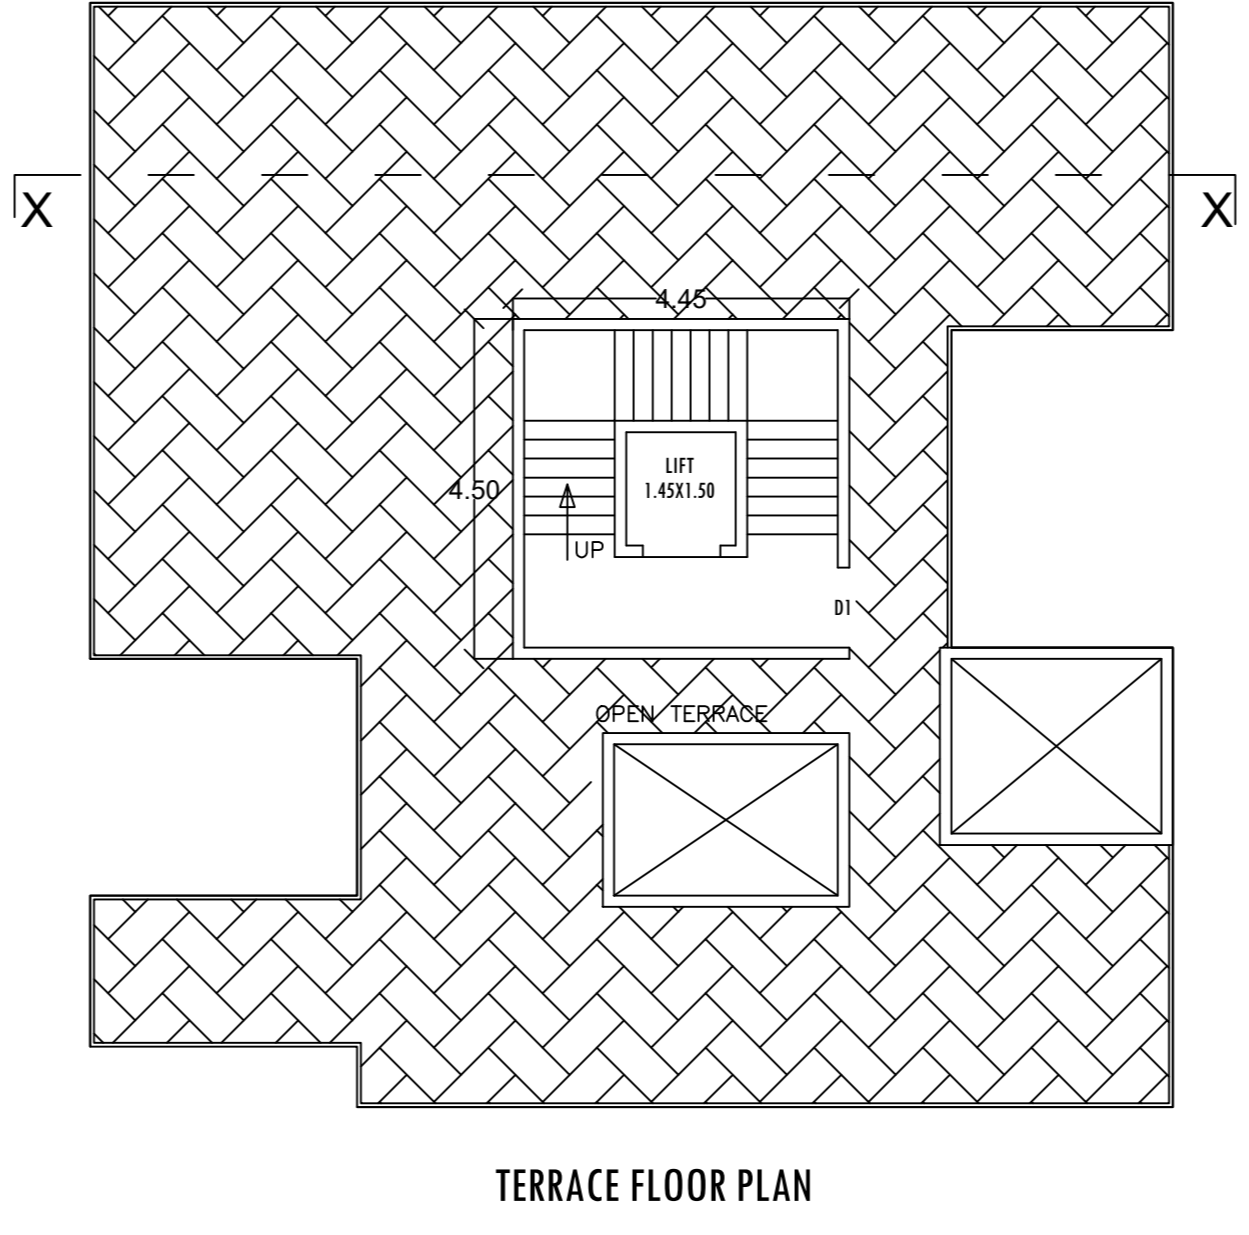 X
X
4.45
LIFT
1.45X1.50
4.50
UP
D1
OPEN TERRACE
TERRACE FLOOR PLAN